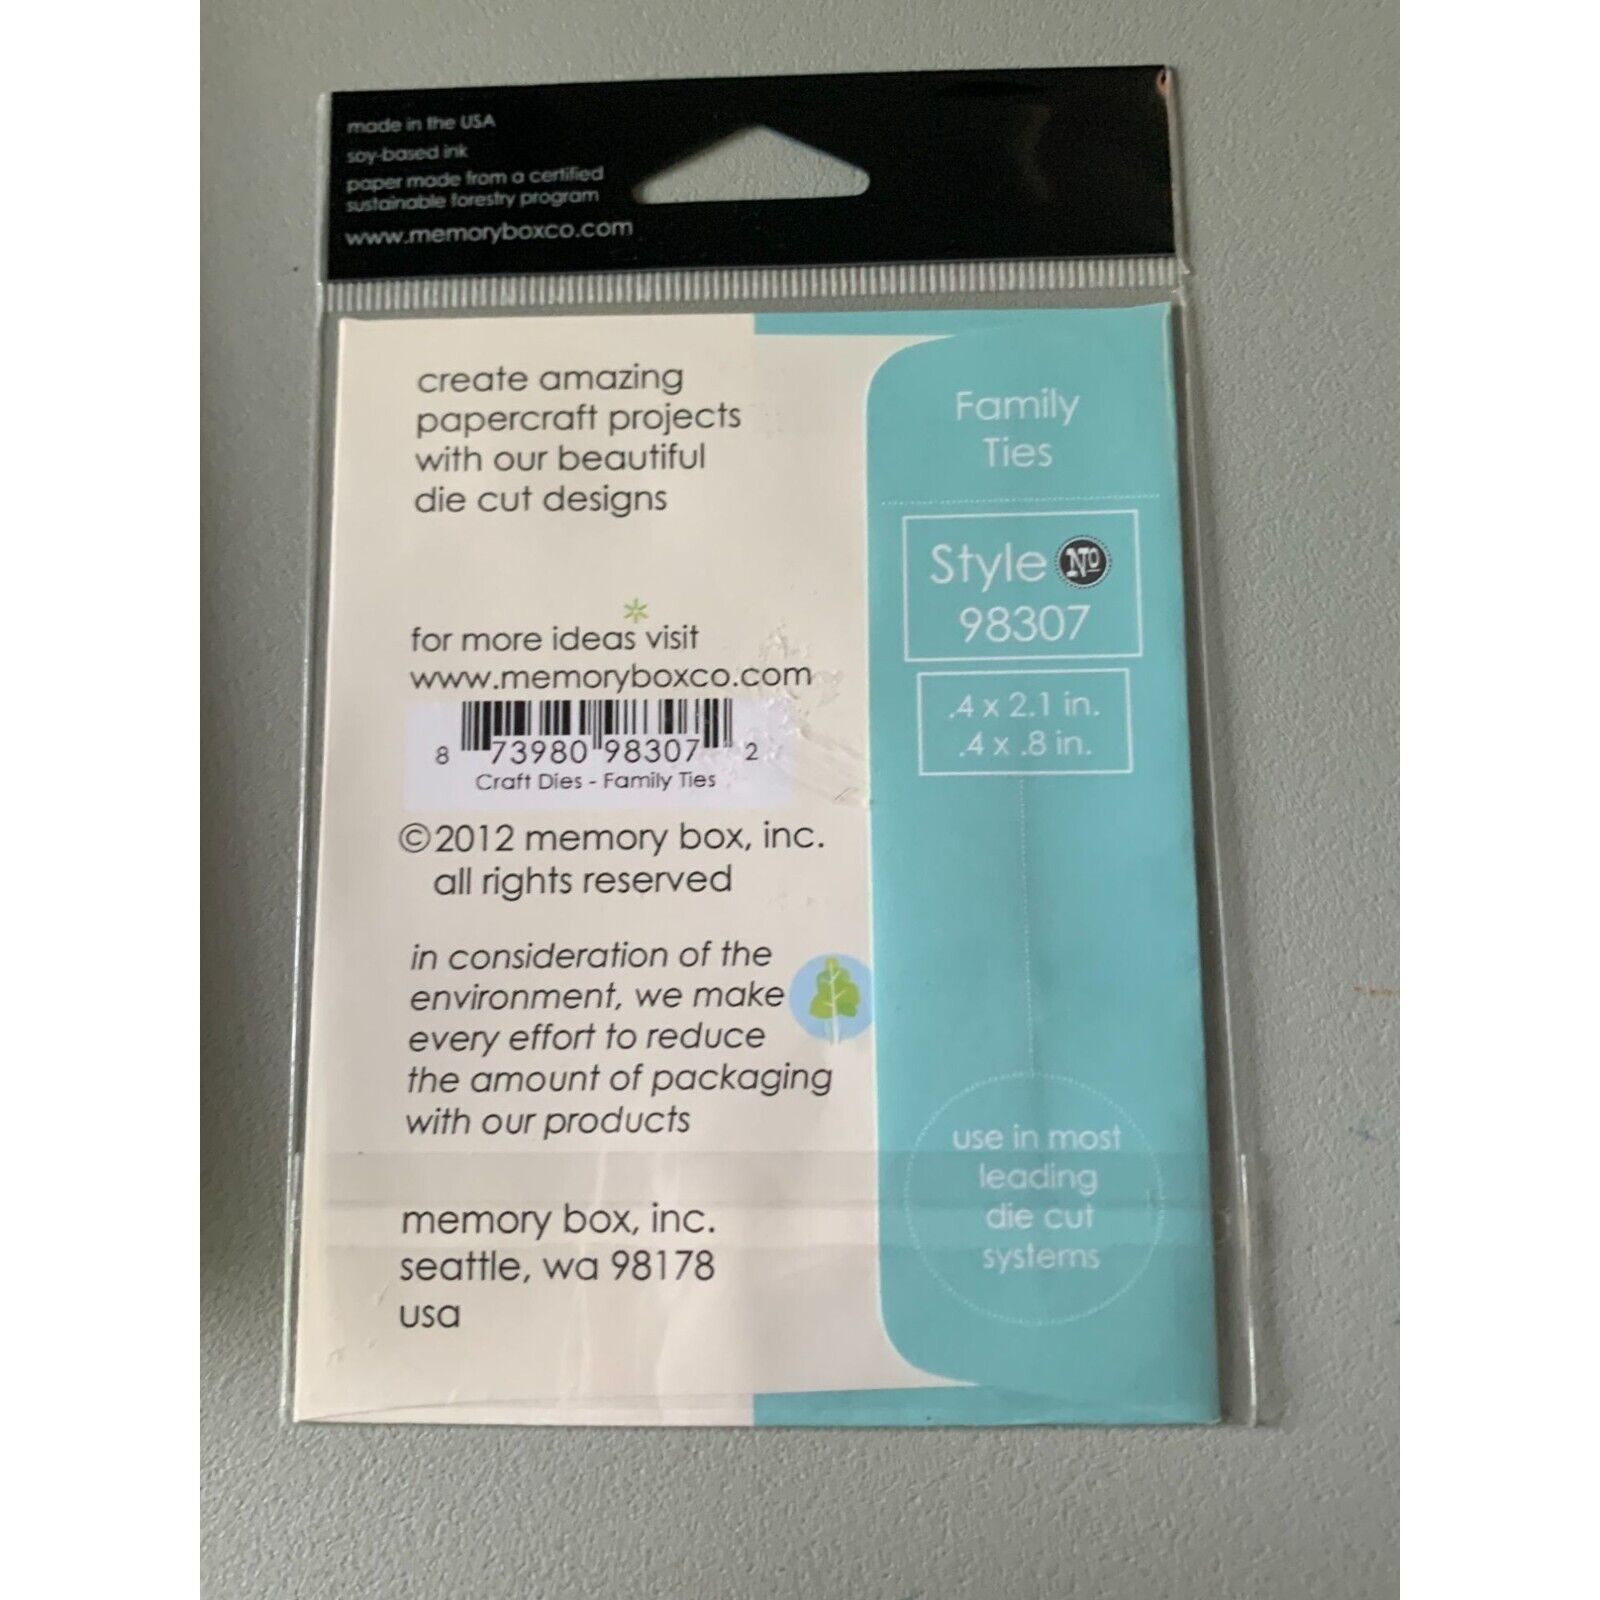 made in the USA
soy-based ink
paper made from a certified
sustainable forestry program
www.memoryboxco.com
create amazing
papercraft projects
with our beautiful
die cut designs
for more ideas visit
www.memoryboxco.com
8 73980 98307 2
Craft Dies - Family Ties
©2012 memory box, inc.
all rights reserved
in consideration of the
environment, we make
every effort to reduce
the amount of packaging
with our products
memory box, inc.
seattle, wa 98178
usa
Family
Ties
Style No
98307
.4 x 2.1 in.
.4 x .8 in.
use in most
leading
die cut
systems